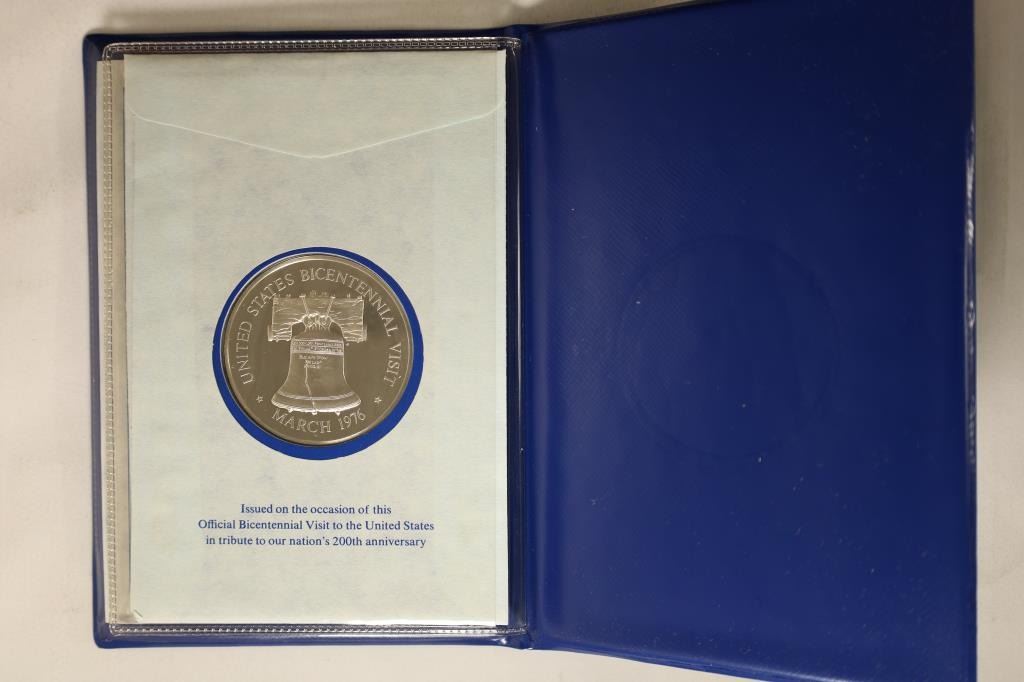 UNITED STATES BICENTENNIAL VISIT
MARCH 1976
Issued on the occasion of this
Official Bicentennial Visit to the United States
in tribute to our nation's 200th anniversary